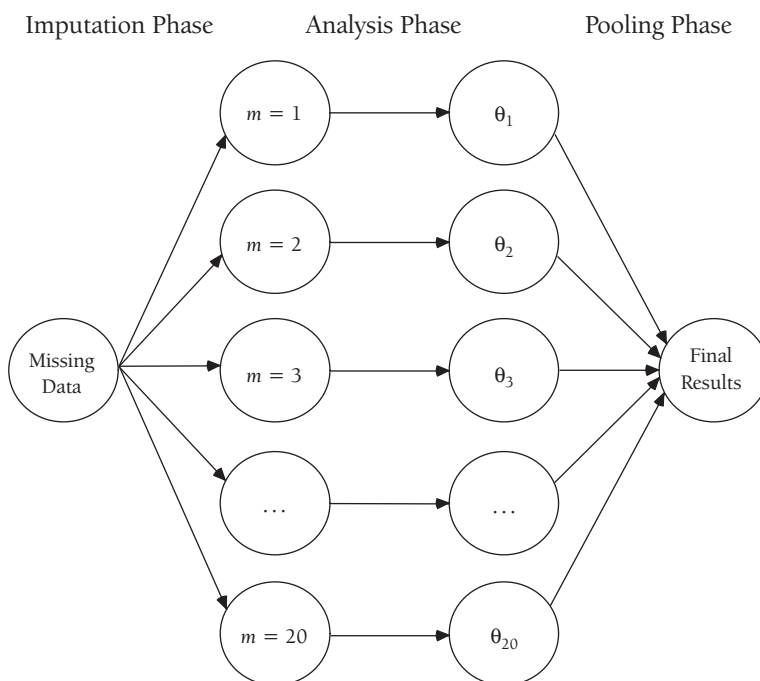 Imputation Phase Analysis Phase Pooling Phase
m = 1 θ1
m = 2 θ2
Missing
Data
m = 3 θ3
Final
Results
... ...
m = 20 θ20